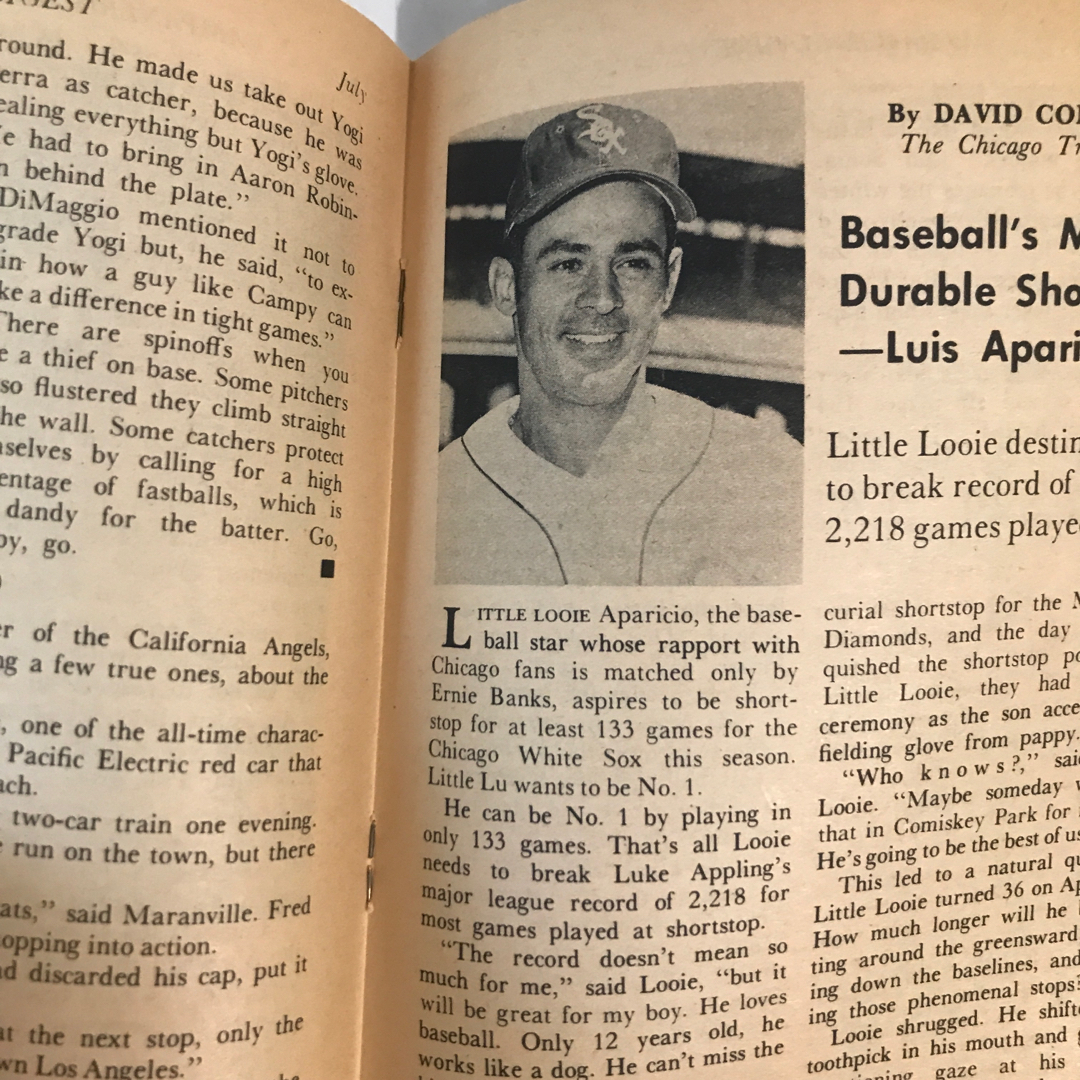 July
round. He made us take out Yogi
erra as catcher, because he was
ealing everything but Yogi's glove.
e had to bring in Aaron Robin-
n behind the plate."
DiMaggio mentioned it not to
grade Yogi but, he said, "to ex-
in how a guy like Campy can
ke a difference in tight games."
There are spinoffs when you
e a thief on base. Some pitchers
so flustered they climb straight
he wall. Some catchers protect
nselves by calling for a high
entage of fastballs, which is
dandy for the batter. Go,
by, go.
er of the California Angels,
ng a few true ones, about the
, one of the all-time charac-
Pacific Electric red car that
ach.
two-car train one evening.
e run on the town, but there
ats," said Maranville. Fred
opping into action.
nd discarded his cap, put it
at the next stop, only the
wn Los Angeles."
By DAVID CO
The Chicago Tr
Baseball's M
Durable Sho
—Luis Apari
Little Looie destin
to break record of
2,218 games playe
LITTLE LOOIE Aparicio, the base-
ball star whose rapport with
Chicago fans is matched only by
Ernie Banks, aspires to be short-
stop for at least 133 games for the
Chicago White Sox this season.
Little Lu wants to be No. 1.
He can be No. 1 by playing in
only 133 games. That's all Looie
needs to break Luke Appling's
major league record of 2,218 for
most games played at shortstop.
"The record doesn't mean so
much for me," said Looie, "but it
will be great for my boy. He loves
baseball. Only 12 years old, he
works like a dog. He can't miss the
curial shortstop for the M
Diamonds, and the day
quished the shortstop po
Little Looie, they had
ceremony as the son acce
fielding glove from pappy.
"Who knows?," said
Looie. "Maybe someday w
that in Comiskey Park for
He's going to be the best of us
This led to a natural qu
Little Looie turned 36 on Ap
How much longer will he
ting around the greensward
ing down the baselines, and
ing those phenomenal stops?
Looie shrugged. He shifte
toothpick in his mouth and g
ioning gaze at his